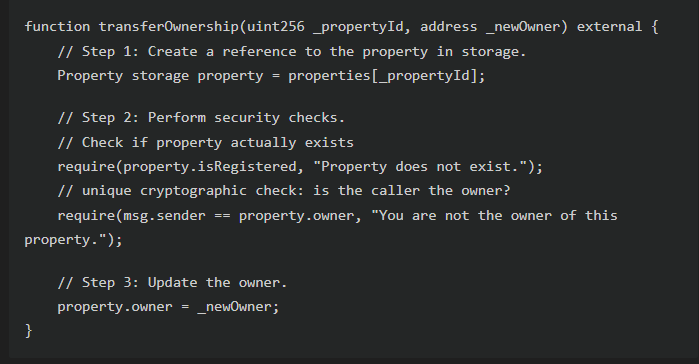 function transferOwnership(uint256 _propertyId, address _newOwner) external {
// Step 1: Create a reference to the property in storage.
Property storage property = properties[_propertyId];
// Step 2: Perform security checks.
// Check if property actually exists
require(property.isRegistered, "Property does not exist.");
// unique cryptographic check: is the caller the owner?
require(msg.sender == property.owner, "You are not the owner of this
property.");
// Step 3: Update the owner.
property.owner = _newOwner;
}